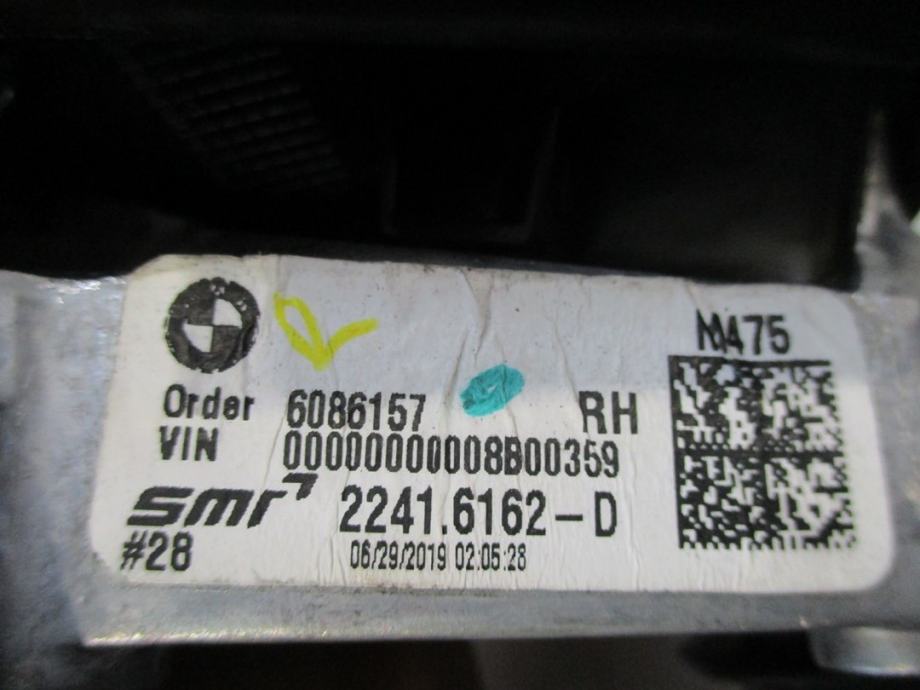 M475
Order 6086157 RH
VIN 00000000008B00359
smr 2241.6162-D
#28 06/29/2019 02:05:28